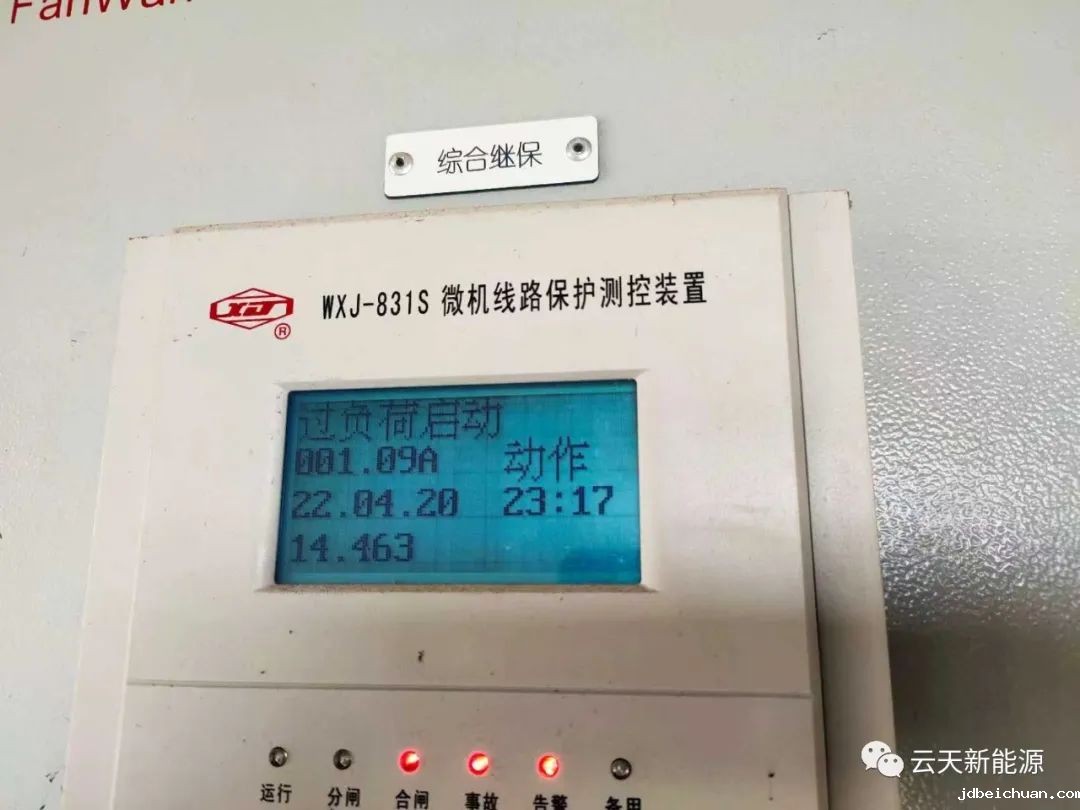 综合继保
XJ®
WXJ-831S 微机线路保护测控装置
过负荷启动
001.09A 动作
22.04.20 23:17
14.463
运行 分闸 合闸 事故 告警 备用
云天新能源
jdbeichuan.com